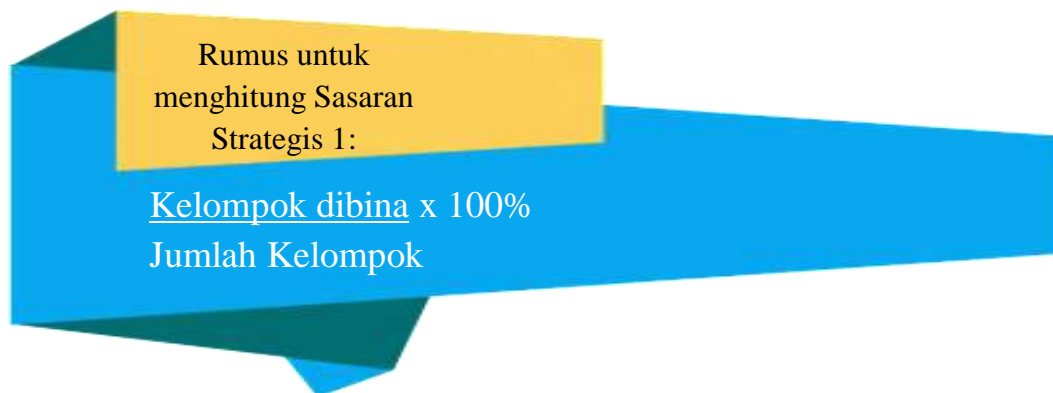 Rumus untuk
menghitung Sasaran
Strategis 1:
Kelompok dibina x 100%
Jumlah Kelompok